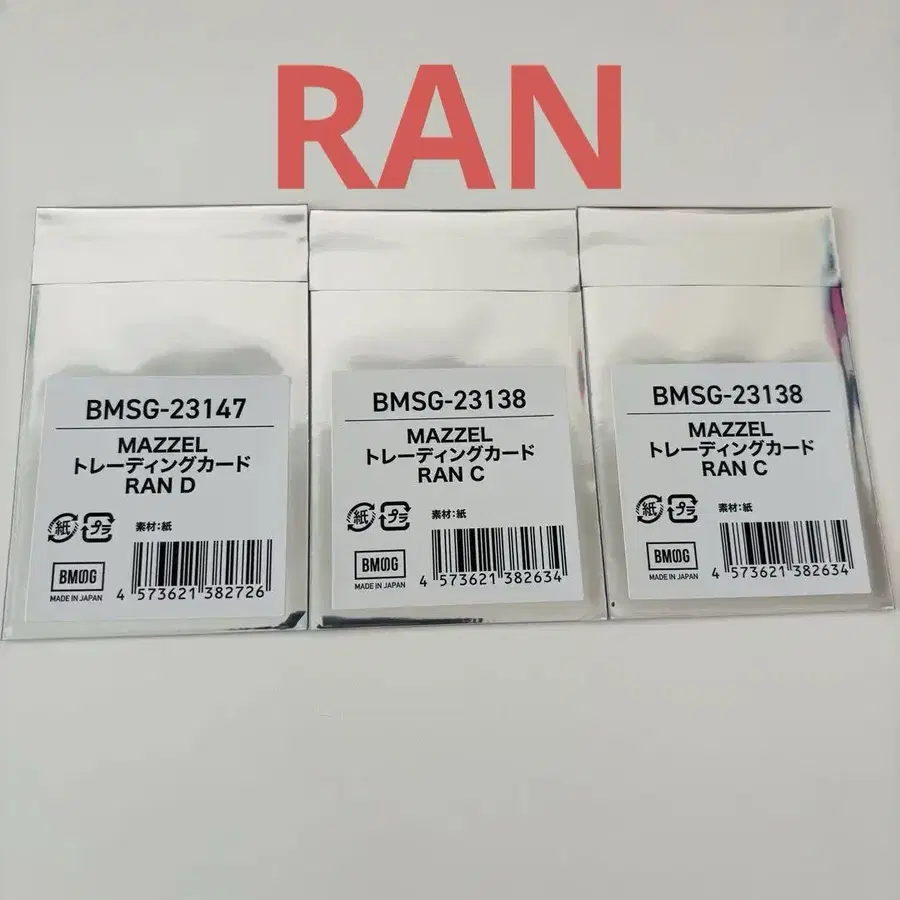 RAN
BMSG-23147
MAZZEL
トレーディングカード
RAN D
紙
プラ
素材:紙
BMSG
MADE IN JAPAN
4 573621 382726
BMSG-23138
MAZZEL
トレーディングカード
RAN C
紙
プラ
素材:紙
BMSG
MADE IN JAPAN
4 573621 382634
BMSG-23138
MAZZEL
トレーディングカード
RAN C
紙
プラ
素材:紙
BMSG
MADE IN JAPAN
4 573621 382634